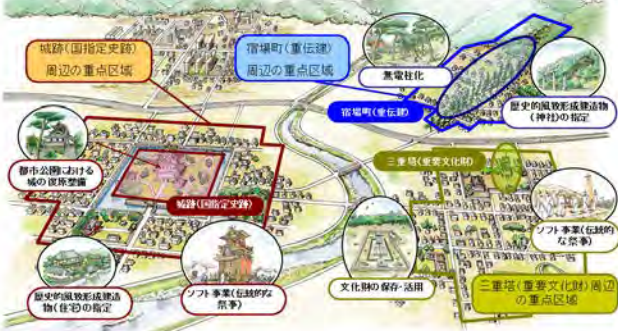 城跡(国指定史跡)
周辺の重点区域
宿場町(重伝建)
周辺の重点区域
無電柱化
宿場町(重伝建)
歴史的風致形成建造物
(神社)の指定
都市公園における
城の復原整備
城跡(国指定史跡)
三重塔(重要文化財)
ソフト事業(伝統的
な祭事)
歴史的風致形成建造
物(住宅)の指定
ソフト事業(伝統的な
祭事)
文化財の保存・活用
三重塔(重要文化財)周辺
の重点区域